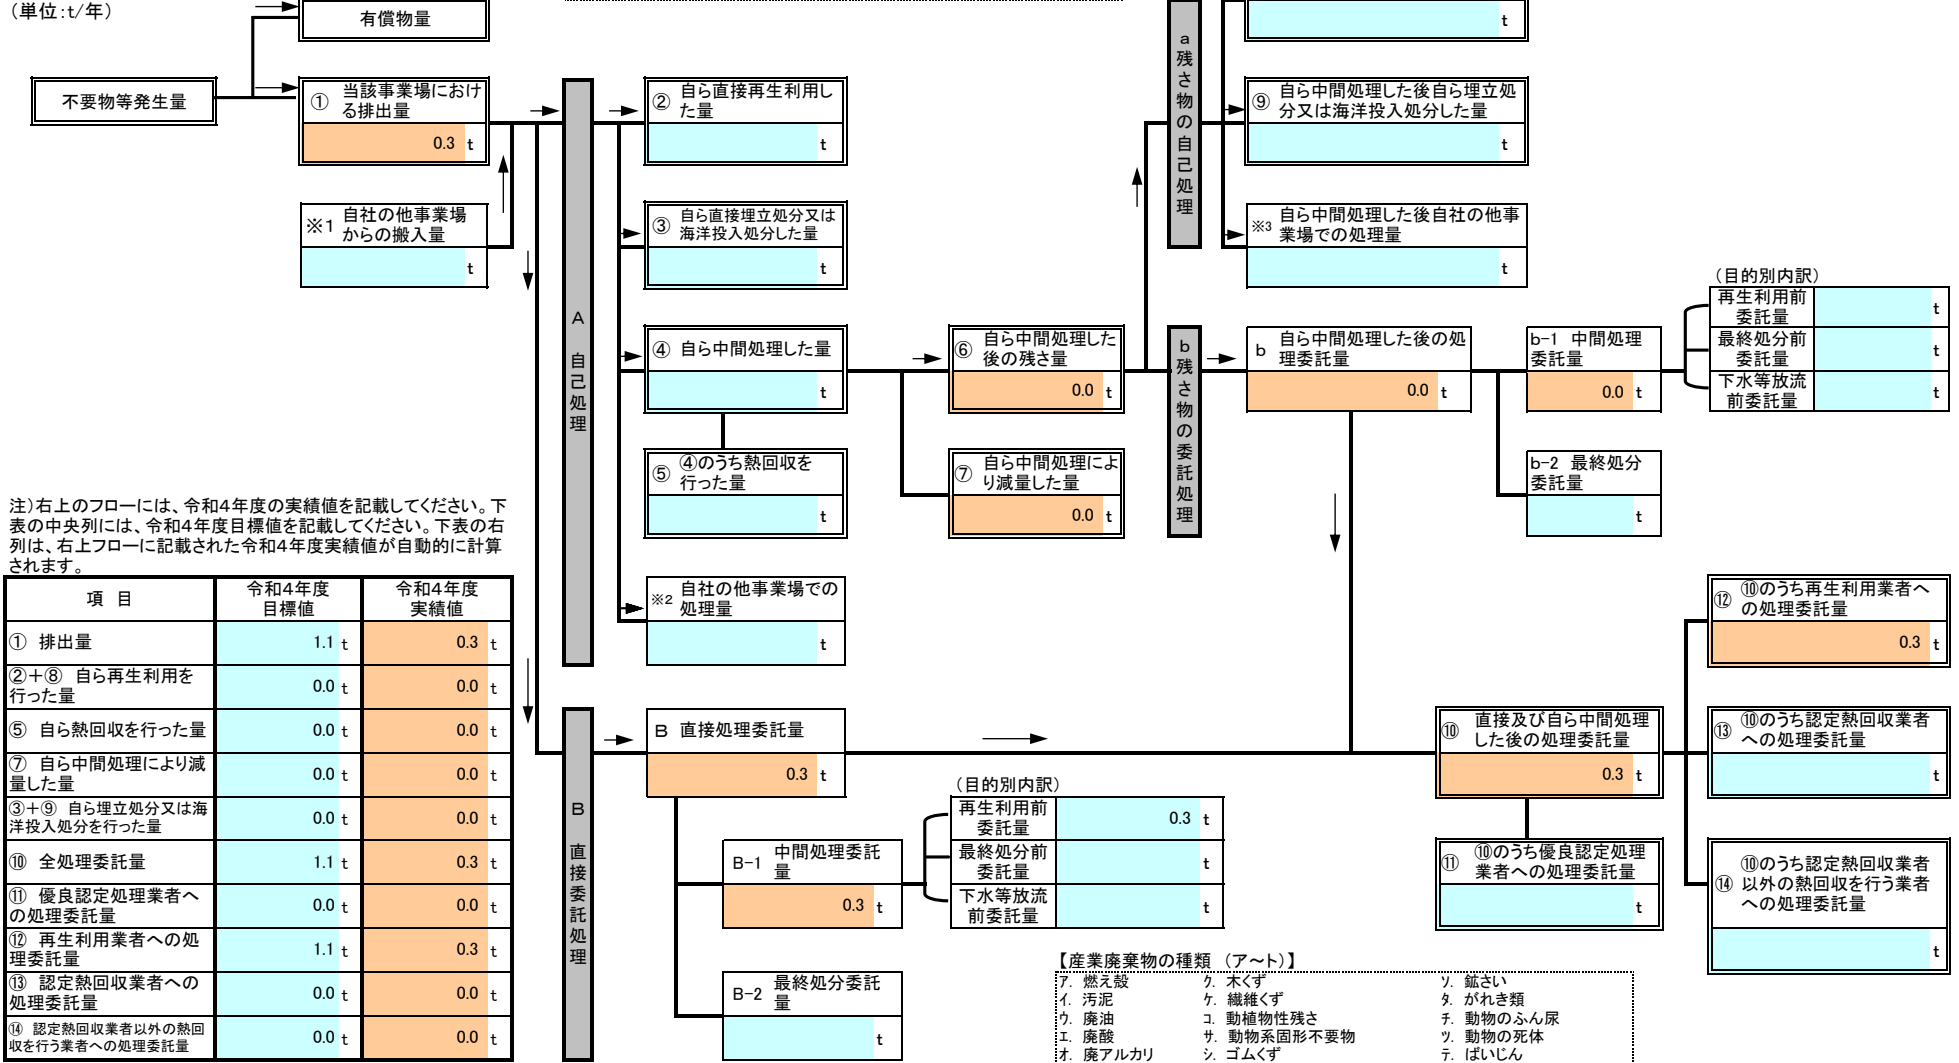 （単位：t/年）
有償物量
不要物等発生量
① 当該事業場におけ
る排出量
0.3 t
※1 自社の他事業場
からの搬入量
t
A 自己処理
② 自ら直接再生利用し
た量
t
③ 自ら直接埋立処分又は
海洋投入処分した量
t
④ 自ら中間処理した量
t
⑤ ④のうち熱回収を
行った量
t
※2 自社の他事業場での
処理量
t
⑥ 自ら中間処理した
後の残さ量
0.0 t
⑦ 自ら中間処理によ
り減量した量
0.0 t
a 残さ物の自己処理
t
⑨ 自ら中間処理した後自ら埋立処
分又は海洋投入処分した量
t
※3 自ら中間処理した後自社の他事
業場での処理量
t
b 残さ物の委託処理
b 自ら中間処理した後の処
理委託量
0.0 t
b-1 中間処理
委託量
0.0 t
b-2 最終処分
委託量
t
（目的別内訳）
再生利用前
委託量
t
最終処分前
委託量
t
下水等放流
前委託量
t
注）右上のフローには、令和4年度の実績値を記載してください。下
表の中央列には、令和4年度目標値を記載してください。下表の右
列は、右上フローに記載された令和4年度実績値が自動的に計算
されます。
項 目
令和4年度
目標値
令和4年度
実績値
① 排出量 1.1 t 0.3 t
②＋⑧ 自ら再生利用を
行った量 0.0 t 0.0 t
⑤ 自ら熱回収を行った量 0.0 t 0.0 t
⑦ 自ら中間処理により減
量した量 0.0 t 0.0 t
③＋⑨ 自ら埋立処分又は海
洋投入処分を行った量 0.0 t 0.0 t
⑩ 全処理委託量 1.1 t 0.3 t
⑪ 優良認定処理業者へ
の処理委託量 0.0 t 0.0 t
⑫ 再生利用業者への処
理委託量 1.1 t 0.3 t
⑬ 認定熱回収業者への
処理委託量 0.0 t 0.0 t
⑭ 認定熱回収業者以外の熱回
収を行う業者への処理委託量 0.0 t 0.0 t
B 直接委託処理
B 直接処理委託量
0.3 t
B-1 中間処理委託
量
0.3 t
B-2 最終処分委託
量
t
（目的別内訳）
再生利用前
委託量
0.3 t
最終処分前
委託量
t
下水等放流
前委託量
t
⑩ 直接及び自ら中間処理
した後の処理委託量
0.3 t
⑪ ⑩のうち優良認定処理
業者への処理委託量
t
⑫ ⑩のうち再生利用業者へ
の処理委託量
0.3 t
⑬ ⑩のうち認定熱回収業者
への処理委託量
t
⑭ ⑩のうち認定熱回収業者
以外の熱回収を行う業者
への処理委託量
t
【産業廃棄物の種類 （ア～ト）】
ア. 燃え殻 ク. 木くず ソ. 鉱さい
イ. 汚泥 ケ. 繊維くず タ. がれき類
ウ. 廃油 コ. 動植物性残さ チ. 動物のふん尿
エ. 廃酸 サ. 動物系固形不要物 ツ. 動物の死体
オ. 廃アルカリ シ. ゴムくず テ. ばいじん